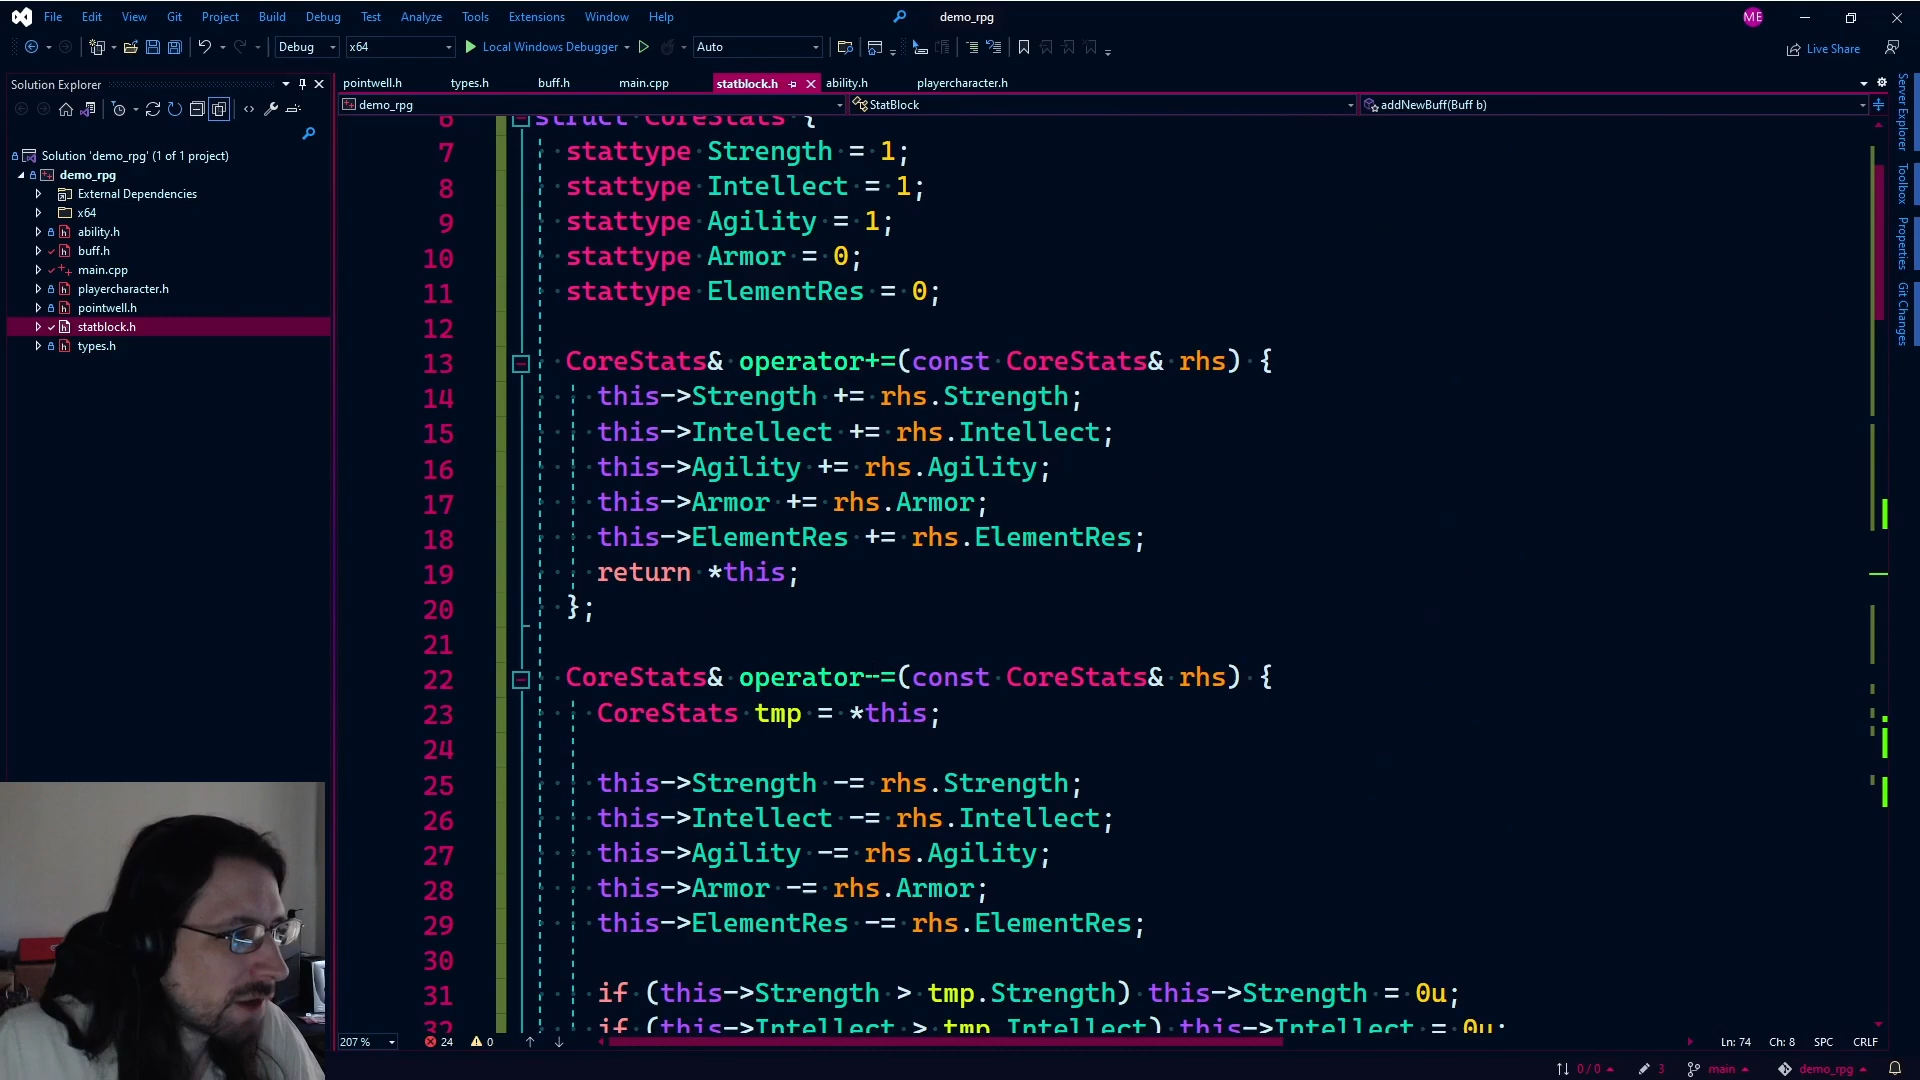 File Edit View Git Project Build Debug Test Analyze Tools Extensions Window Help demo_rpg ME
Debug x64 Local Windows Debugger Auto Live Share
Solution Explorer
pointwell.h types.h buff.h main.cpp statblock.h ability.h playercharacter.h
demo_rpg StatBlock addNewBuff(Buff b)
Solution 'demo_rpg' (1 of 1 project)
demo_rpg
External Dependencies
x64
ability.h
buff.h
main.cpp
playercharacter.h
pointwell.h
statblock.h
types.h
6 struct CoreStats {
7 stattype Strength = 1;
8 stattype Intellect = 1;
9 stattype Agility = 1;
10 stattype Armor = 0;
11 stattype ElementRes = 0;
12
13 CoreStats& operator+=(const CoreStats& rhs) {
14 this->Strength += rhs.Strength;
15 this->Intellect += rhs.Intellect;
16 this->Agility += rhs.Agility;
17 this->Armor += rhs.Armor;
18 this->ElementRes += rhs.ElementRes;
19 return *this;
20 };
21
22 CoreStats& operator-=(const CoreStats& rhs) {
23 CoreStats tmp = *this;
24
25 this->Strength -= rhs.Strength;
26 this->Intellect -= rhs.Intellect;
27 this->Agility -= rhs.Agility;
28 this->Armor -= rhs.Armor;
29 this->ElementRes -= rhs.ElementRes;
30
31 if (this->Strength > tmp.Strength) this->Strength = 0u;
32 if (this->Intellect > tmp.Intellect) this->Intellect = 0u;
Server Explorer
Toolbox
Properties
Git Changes
207 % 24 0 Ln: 74 Ch: 8 SPC CRLF
0 / 0 3 main demo_rpg